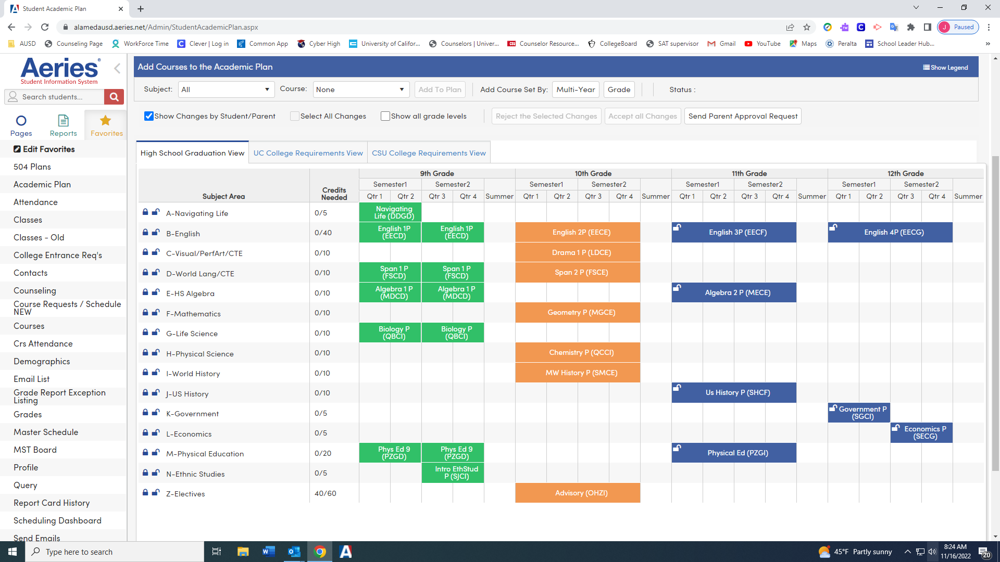 Student Academic Plan
alamedausd.aeries.net/Admin/StudentAcademicPlan.aspx
J Paused
AUSD Counseling Page WorkForce Time Clever | Log in Common App Cyber High University of Califor... Counselors | Univer... Counselor Resource... CollegeBoard SAT supervisor Gmail YouTube Maps Peralta School Leader Hub... »
Aeries®
Student Information System
Search students...
Pages Reports Favorites
Edit Favorites
504 Plans
Academic Plan
Attendance
Classes
Classes - Old
College Entrance Req's
Contacts
Counseling
Course Requests / Schedule
NEW
Courses
Crs Attendance
Demographics
Email List
Grade Report Exception
Listing
Grades
Master Schedule
MST Board
Profile
Query
Report Card History
Scheduling Dashboard
Send Emails
Add Courses to the Academic Plan Show Legend
Subject: All Course: None Add To Plan Add Course Set By: Multi-Year Grade Status :
Show Changes by Student/Parent Select All Changes Show all grade levels Reject the Selected Changes Accept all Changes Send Parent Approval Request
High School Graduation View UC College Requirements View CSU College Requirements View
9th Grade 10th Grade 11th Grade 12th Grade
Semester1 Semester2 Semester1 Semester2 Semester1 Semester2 Semester1 Semester2
Subject Area Credits
Needed Qtr 1 Qtr 2 Qtr 3 Qtr 4 Summer Qtr 1 Qtr 2 Qtr 3 Qtr 4 Summer Qtr 1 Qtr 2 Qtr 3 Qtr 4 Summer Qtr 1 Qtr 2 Qtr 3 Qtr 4 Summer
A-Navigating Life 0/5 Navigating
Life (DDGD)
B-English 0/40 English 1P
(EECD) English 1P
(EECD) English 2P (EECE) English 3P (EECF) English 4P (EECG)
C-Visual/PerfArt/CTE 0/10 Drama 1 P (LDCE)
D-World Lang/CTE 0/10 Span 1 P
(FSCD) Span 1 P
(FSCD) Span 2 P (FSCE)
E-HS Algebra 0/10 Algebra 1 P
(MDCD) Algebra 1 P
(MDCD) Algebra 2 P (MECE)
F-Mathematics 0/10 Geometry P (MGCE)
G-Life Science 0/10 Biology P
(QBCI) Biology P
(QBCI)
H-Physical Science 0/10 Chemistry P (QCCI)
I-World History 0/10 MW History P (SMCE)
J-US History 0/10 Us History P (SHCF)
K-Government 0/5 Government P
(SGCI)
L-Economics 0/5 Economics P
(SECG)
M-Physical Education 0/20 Phys Ed 9
(PZGD) Phys Ed 9
(PZGD) Physical Ed (PZGI)
N-Ethnic Studies 0/5 Intro EthStud
P (SJCI)
Z-Electives 40/60 Advisory (OHZI)
Type here to search
45°F Partly sunny
8:24 AM
11/16/2022
20